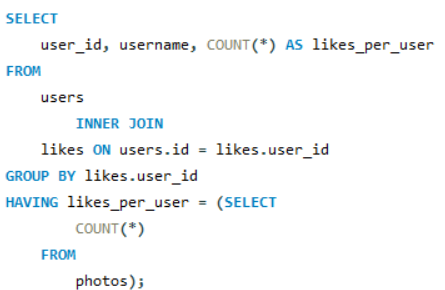 SELECT
user_id, username, COUNT(*) AS likes_per_user
FROM
users
INNER JOIN
likes ON users.id = likes.user_id
GROUP BY likes.user_id
HAVING likes_per_user = (SELECT
COUNT(*)
FROM
photos);